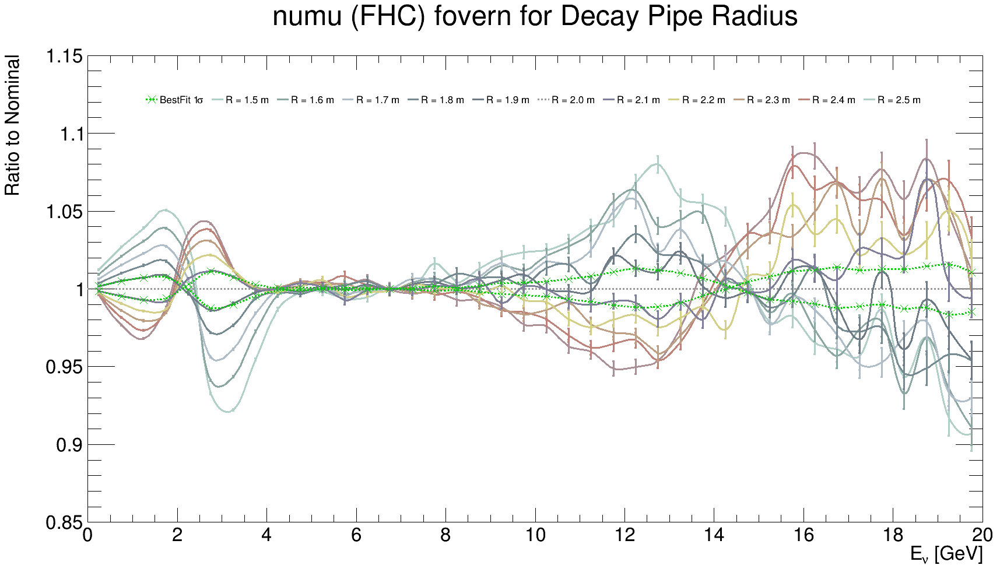 numu (FHC) fovern for Decay Pipe Radius
Ratio to Nominal
1.15
1.1
1.05
1
0.95
0.9
0.85
BestFit 1σ R = 1.5 m R = 1.6 m R = 1.7 m R = 1.8 m R = 1.9 m R = 2.0 m R = 2.1 m R = 2.2 m R = 2.3 m R = 2.4 m R = 2.5 m
0 2 4 6 8 10 12 14 16 18 20
Eν [GeV]